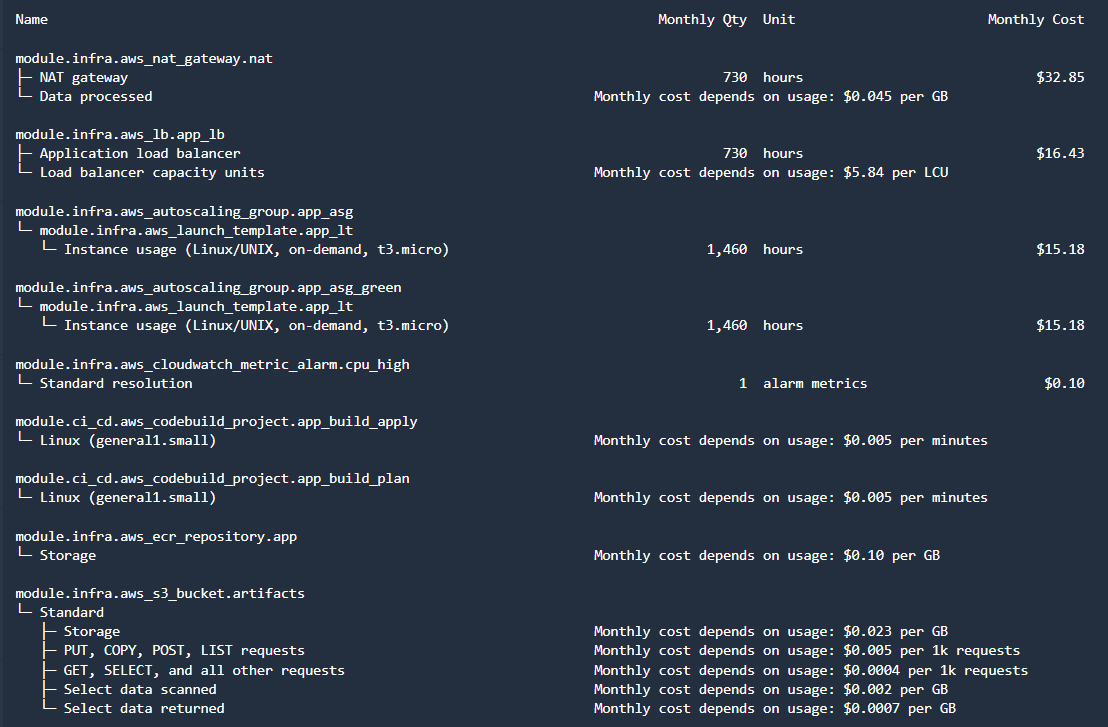 Name Monthly Qty Unit Monthly Cost
module.infra.aws_nat_gateway.nat
├─ NAT gateway 730 hours $32.85
└─ Data processed Monthly cost depends on usage: $0.045 per GB
module.infra.aws_lb.app_lb
├─ Application load balancer 730 hours $16.43
└─ Load balancer capacity units Monthly cost depends on usage: $5.84 per LCU
module.infra.aws_autoscaling_group.app_asg
└─ module.infra.aws_launch_template.app_lt
└─ Instance usage (Linux/UNIX, on-demand, t3.micro) 1,460 hours $15.18
module.infra.aws_autoscaling_group.app_asg_green
└─ module.infra.aws_launch_template.app_lt
└─ Instance usage (Linux/UNIX, on-demand, t3.micro) 1,460 hours $15.18
module.infra.aws_cloudwatch_metric_alarm.cpu_high
└─ Standard resolution 1 alarm metrics $0.10
module.ci_cd.aws_codebuild_project.app_build_apply
└─ Linux (general1.small) Monthly cost depends on usage: $0.005 per minutes
module.ci_cd.aws_codebuild_project.app_build_plan
└─ Linux (general1.small) Monthly cost depends on usage: $0.005 per minutes
module.infra.aws_ecr_repository.app
└─ Storage Monthly cost depends on usage: $0.10 per GB
module.infra.aws_s3_bucket.artifacts
└─ Standard
├─ Storage Monthly cost depends on usage: $0.023 per GB
├─ PUT, COPY, POST, LIST requests Monthly cost depends on usage: $0.005 per 1k requests
├─ GET, SELECT, and all other requests Monthly cost depends on usage: $0.0004 per 1k requests
├─ Select data scanned Monthly cost depends on usage: $0.002 per GB
└─ Select data returned Monthly cost depends on usage: $0.0007 per GB